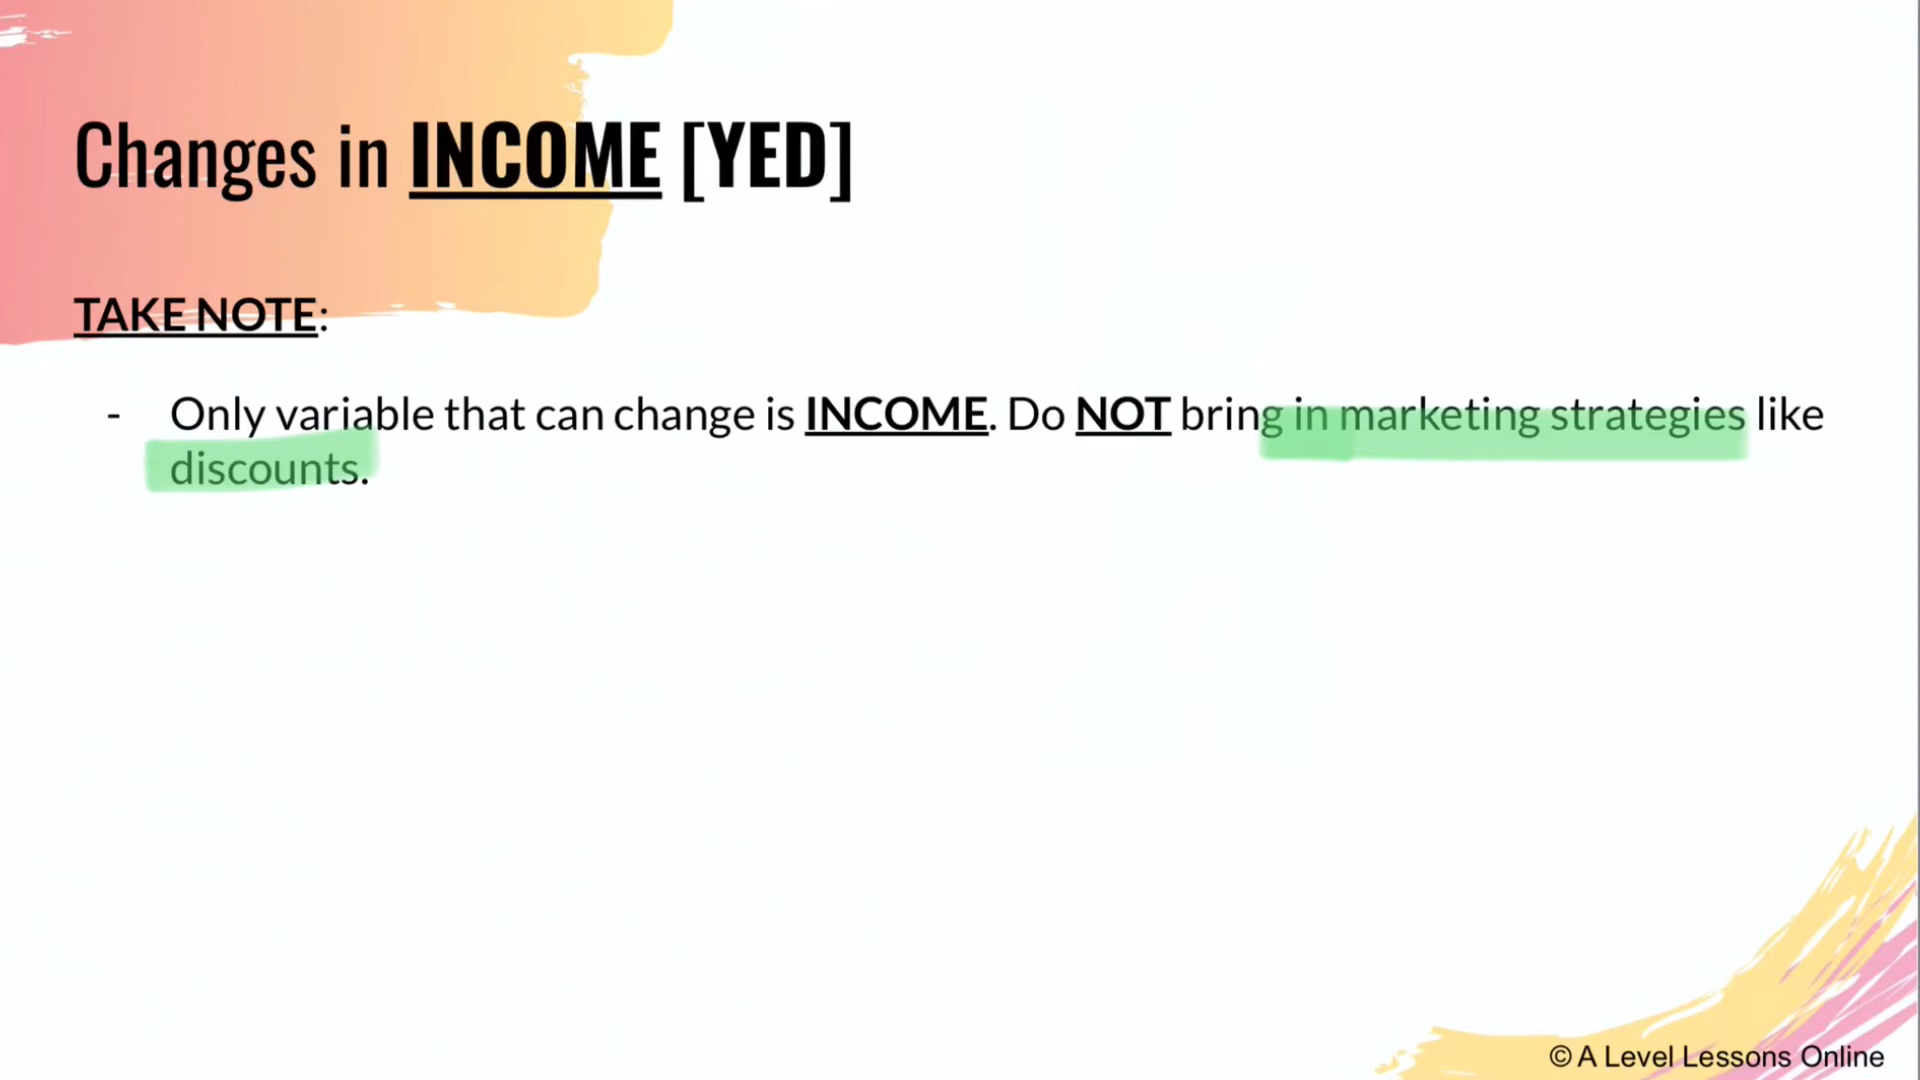 Changes in INCOME [YED]
TAKE NOTE:
- Only variable that can change is INCOME. Do NOT bring in marketing strategies like
discounts.
© A Level Lessons Online